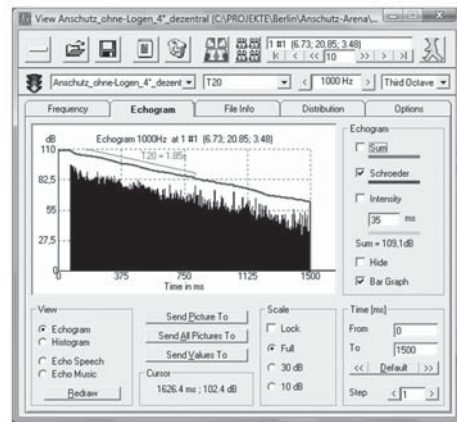 View Anschutz_ohne-Logen_4"_dezentral (C:\PROJEKTE\Berlin\Anschutz-Arena\...
1 #1 (6.73; 20.85; 3.48)
K < << 10 >> > >|
Anschutz_ohne-Logen_4"_dezent
T20
< 1000 Hz >
Third Octave
Frequency
Echogram
File Info
Distribution
Options
dB
Echogram 1000Hz at 1 #1 (6.73; 20.85; 3.48)
T20 = 1.85s
110
82,5
55
27,5
0
0 375 750 1125 1500
Time in ms
Echogram
Sum
Schroeder
Intensity
35 ms
Sum = 109,1dB
Hide
Bar Graph
View
Echogram
Histogram
Echo Speech
Echo Music
Redraw
Send Picture To
Send All Pictures To
Send Values To
Cursor
1626.4 ms ; 102.4 dB
Scale
Lock
Full
30 dB
10 dB
Time [ms]
From 0
To 1500
<< Default >>
Step < 1 >